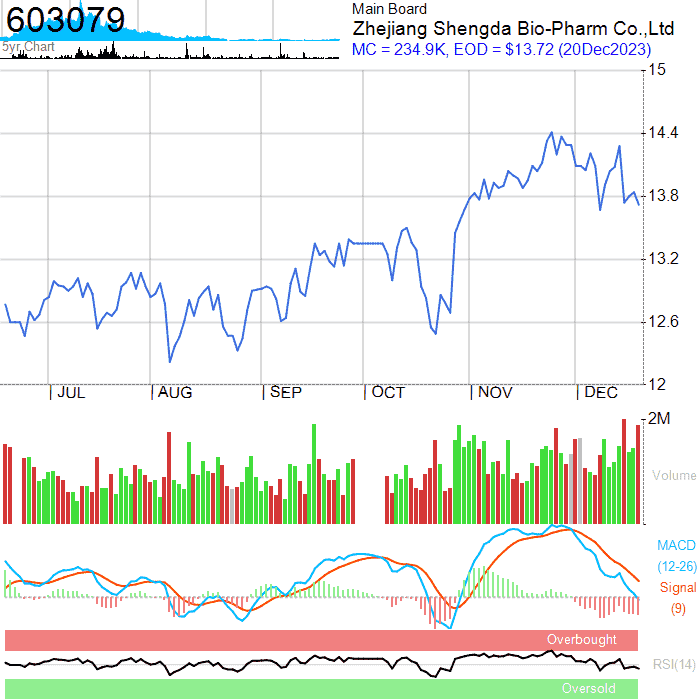 603079
5yr Chart
Main Board
Zhejiang Shengda Bio-Pharm Co.,Ltd
MC = 234.9K, EOD = $13.72 (20Dec2023)
15
14.4
13.8
13.2
12.6
12
JUL
AUG
SEP
OCT
NOV
DEC
2M
Volume
MACD
(12-26)
Signal
(9)
Overbought
RSI(14)
Oversold